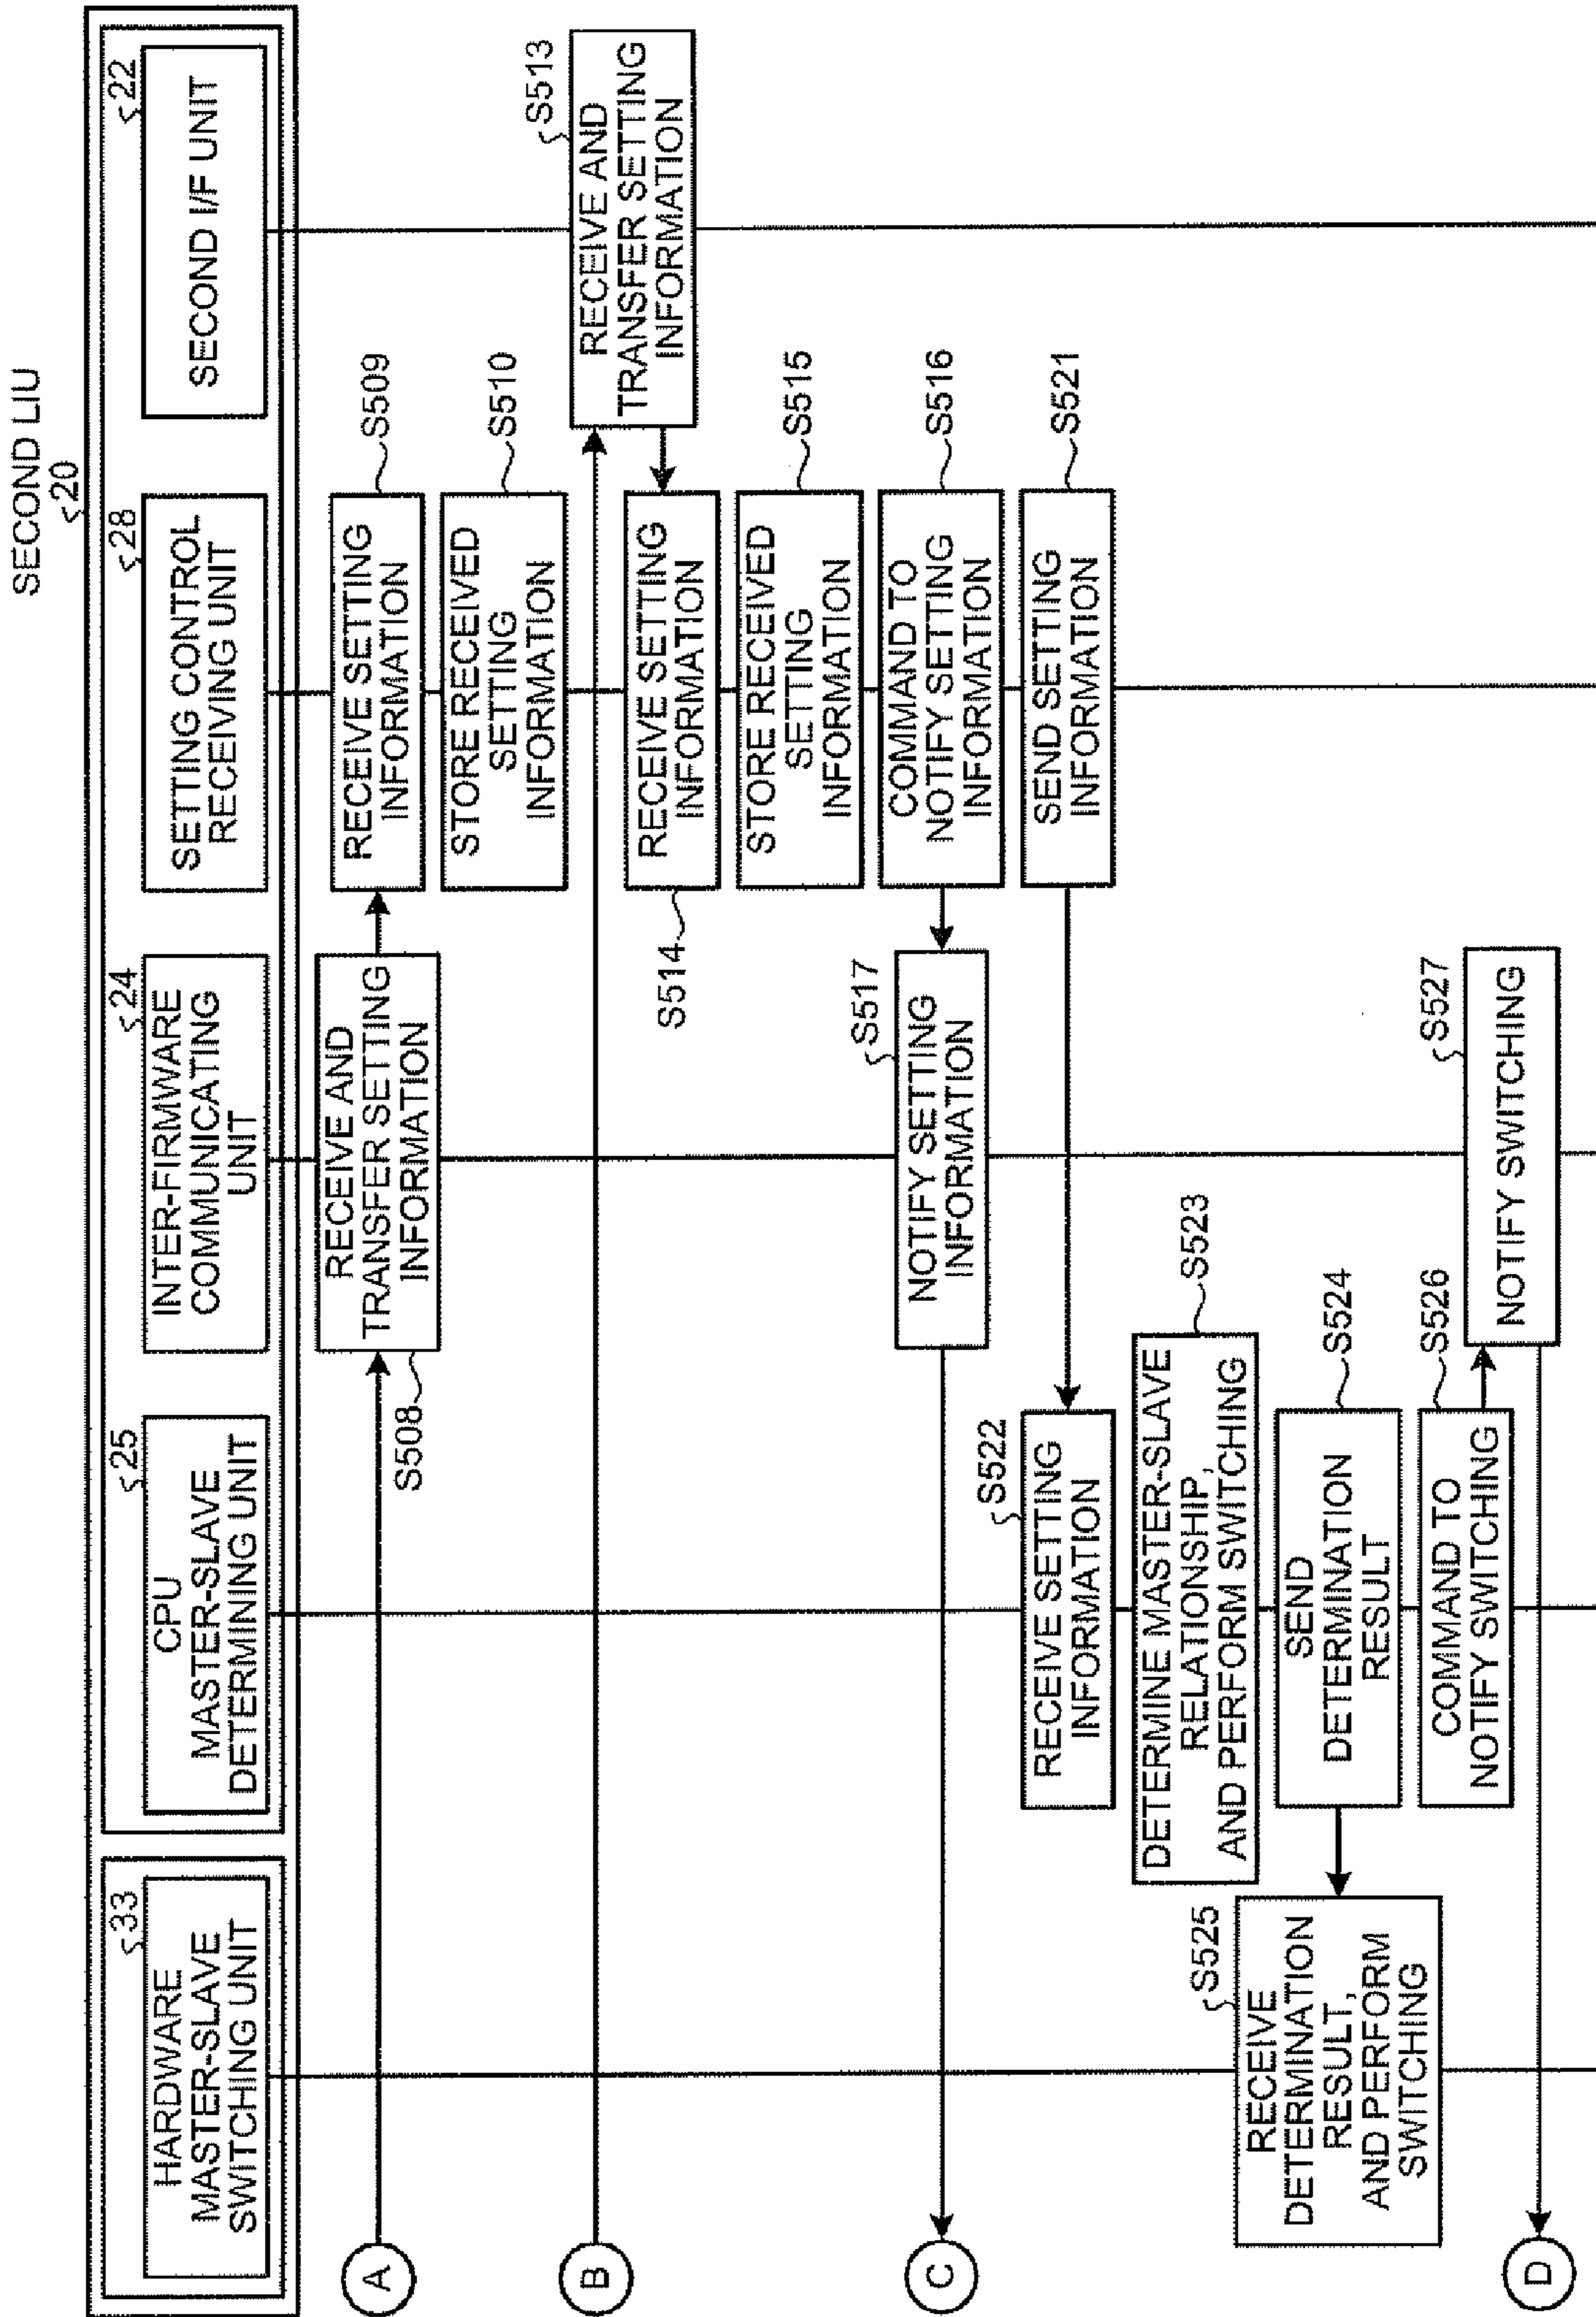 SECOND LIU
20
33
HARDWARE
MASTER-SLAVE
SWITCHING UNIT
25
CPU
MASTER-SLAVE
DETERMINING UNIT
24
INTER-FIRMWARE
COMMUNICATING
UNIT
28
SETTING CONTROL
RECEIVING UNIT
22
SECOND I/F UNIT
A
S508
RECEIVE AND
TRANSFER SETTING
INFORMATION
RECEIVE SETTING
INFORMATION
S509
STORE RECEIVED
SETTING
INFORMATION
S510
B
S513
RECEIVE AND
TRANSFER SETTING
INFORMATION
S514
RECEIVE SETTING
INFORMATION
STORE RECEIVED
SETTING
INFORMATION
S515
COMMAND TO
NOTIFY SETTING
INFORMATION
S516
S517
NOTIFY SETTING
INFORMATION
C
SEND SETTING
INFORMATION
S521
S522
RECEIVE SETTING
INFORMATION
DETERMINE MASTER-SLAVE
RELATIONSHIP,
AND PERFORM SWITCHING
S523
SEND
DETERMINATION
RESULT
S524
S525
RECEIVE
DETERMINATION
RESULT,
AND PERFORM
SWITCHING
COMMAND TO
NOTIFY SWITCHING
S526
S527
NOTIFY SWITCHING
D